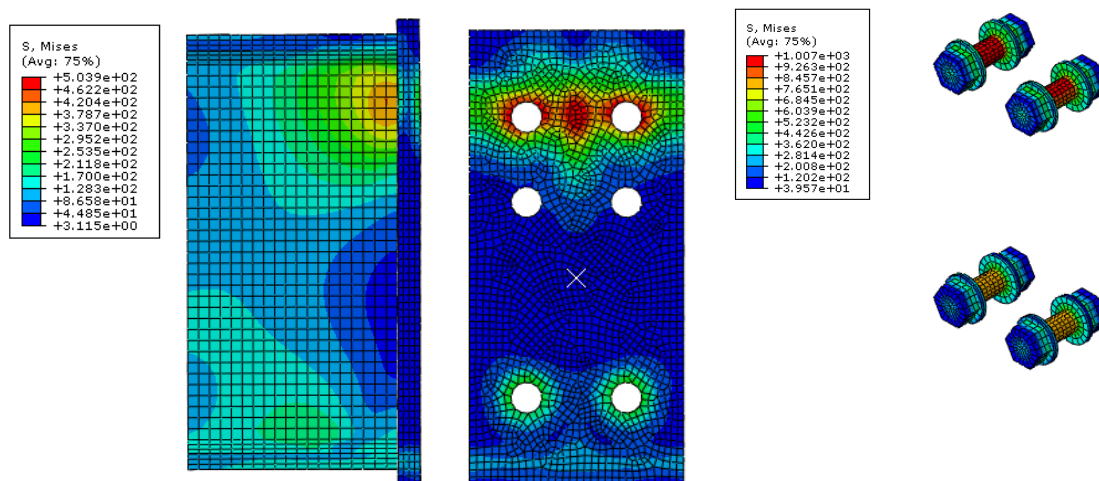 S, Mises
(Avg: 75%)
+5.039e+02
+4.622e+02
+4.204e+02
+3.787e+02
+3.370e+02
+2.952e+02
+2.535e+02
+2.118e+02
+1.700e+02
+1.283e+02
+8.658e+01
+4.485e+01
+3.115e+00
S, Mises
(Avg: 75%)
+1.007e+03
+9.263e+02
+8.457e+02
+7.651e+02
+6.845e+02
+6.039e+02
+5.232e+02
+4.426e+02
+3.620e+02
+2.814e+02
+2.008e+02
+1.202e+02
+3.957e+01